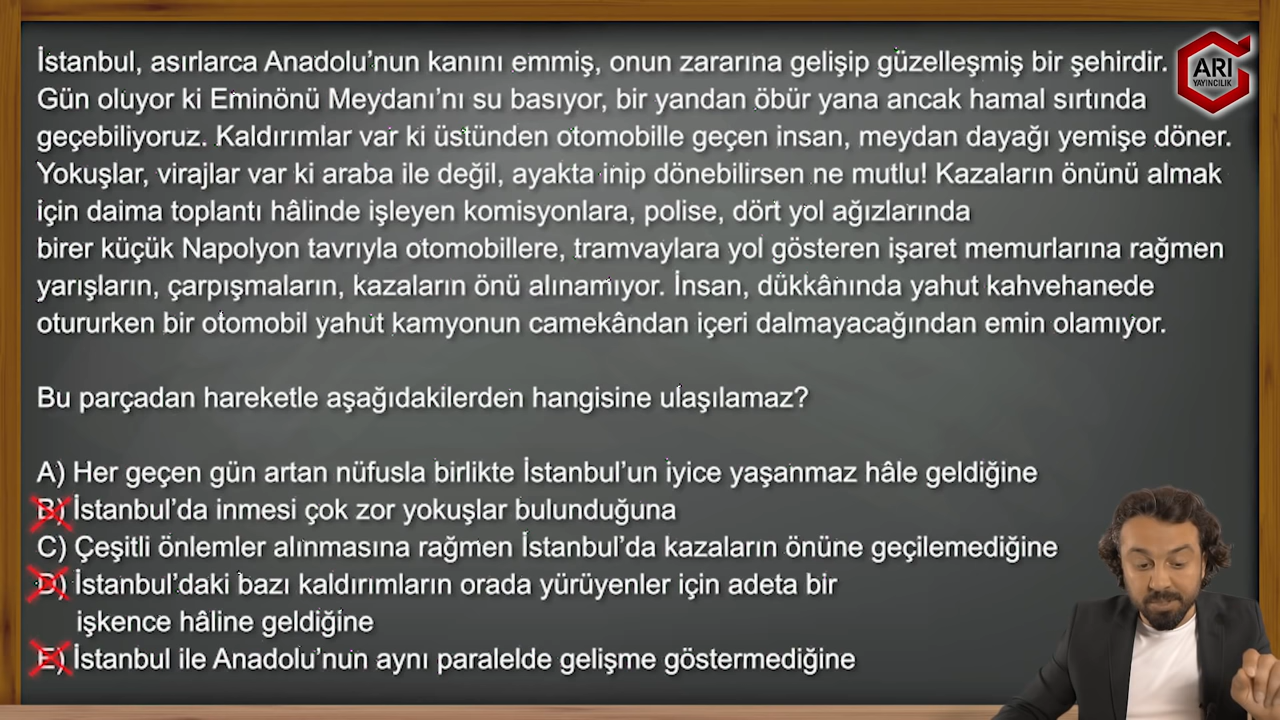 İstanbul, asırlarca Anadolu’nun kanını emmiş, onun zararına gelişip güzelleşmiş bir şehirdir.
Gün oluyor ki Eminönü Meydanı’nı su basıyor, bir yandan öbür yana ancak hamal sırtında
geçebiliyoruz. Kaldırımlar var ki üstünden otomobille geçen insan, meydan dayağı yemişe döner.
Yokuşlar, virajlar var ki araba ile değil, ayakta inip dönebilirsen ne mutlu! Kazaların önünü almak
için daima toplantı hâlinde işleyen komisyonlara, polise, dört yol ağızlarında
birer küçük Napolyon tavrıyla otomobillere, tramvaylara yol gösteren işaret memurlarına rağmen
yarışların, çarpışmaların, kazaların önü alınamıyor. İnsan, dükkânında yahut kahvehanede
otururken bir otomobil yahut kamyonun camekândan içeri dalmayacağından emin olamıyor.
Bu parçadan hareketle aşağıdakilerden hangisine ulaşılamaz?
A) Her geçen gün artan nüfusla birlikte İstanbul’un iyice yaşanmaz hâle geldiğine
B) İstanbul’da inmesi çok zor yokuşlar bulunduğuna
C) Çeşitli önlemler alınmasına rağmen İstanbul’da kazaların önüne geçilemediğine
D) İstanbul’daki bazı kaldırımların orada yürüyenler için adeta bir
işkence hâline geldiğine
E) İstanbul ile Anadolu’nun aynı paralelde gelişme göstermediğine
ARI
YAYINCILIK